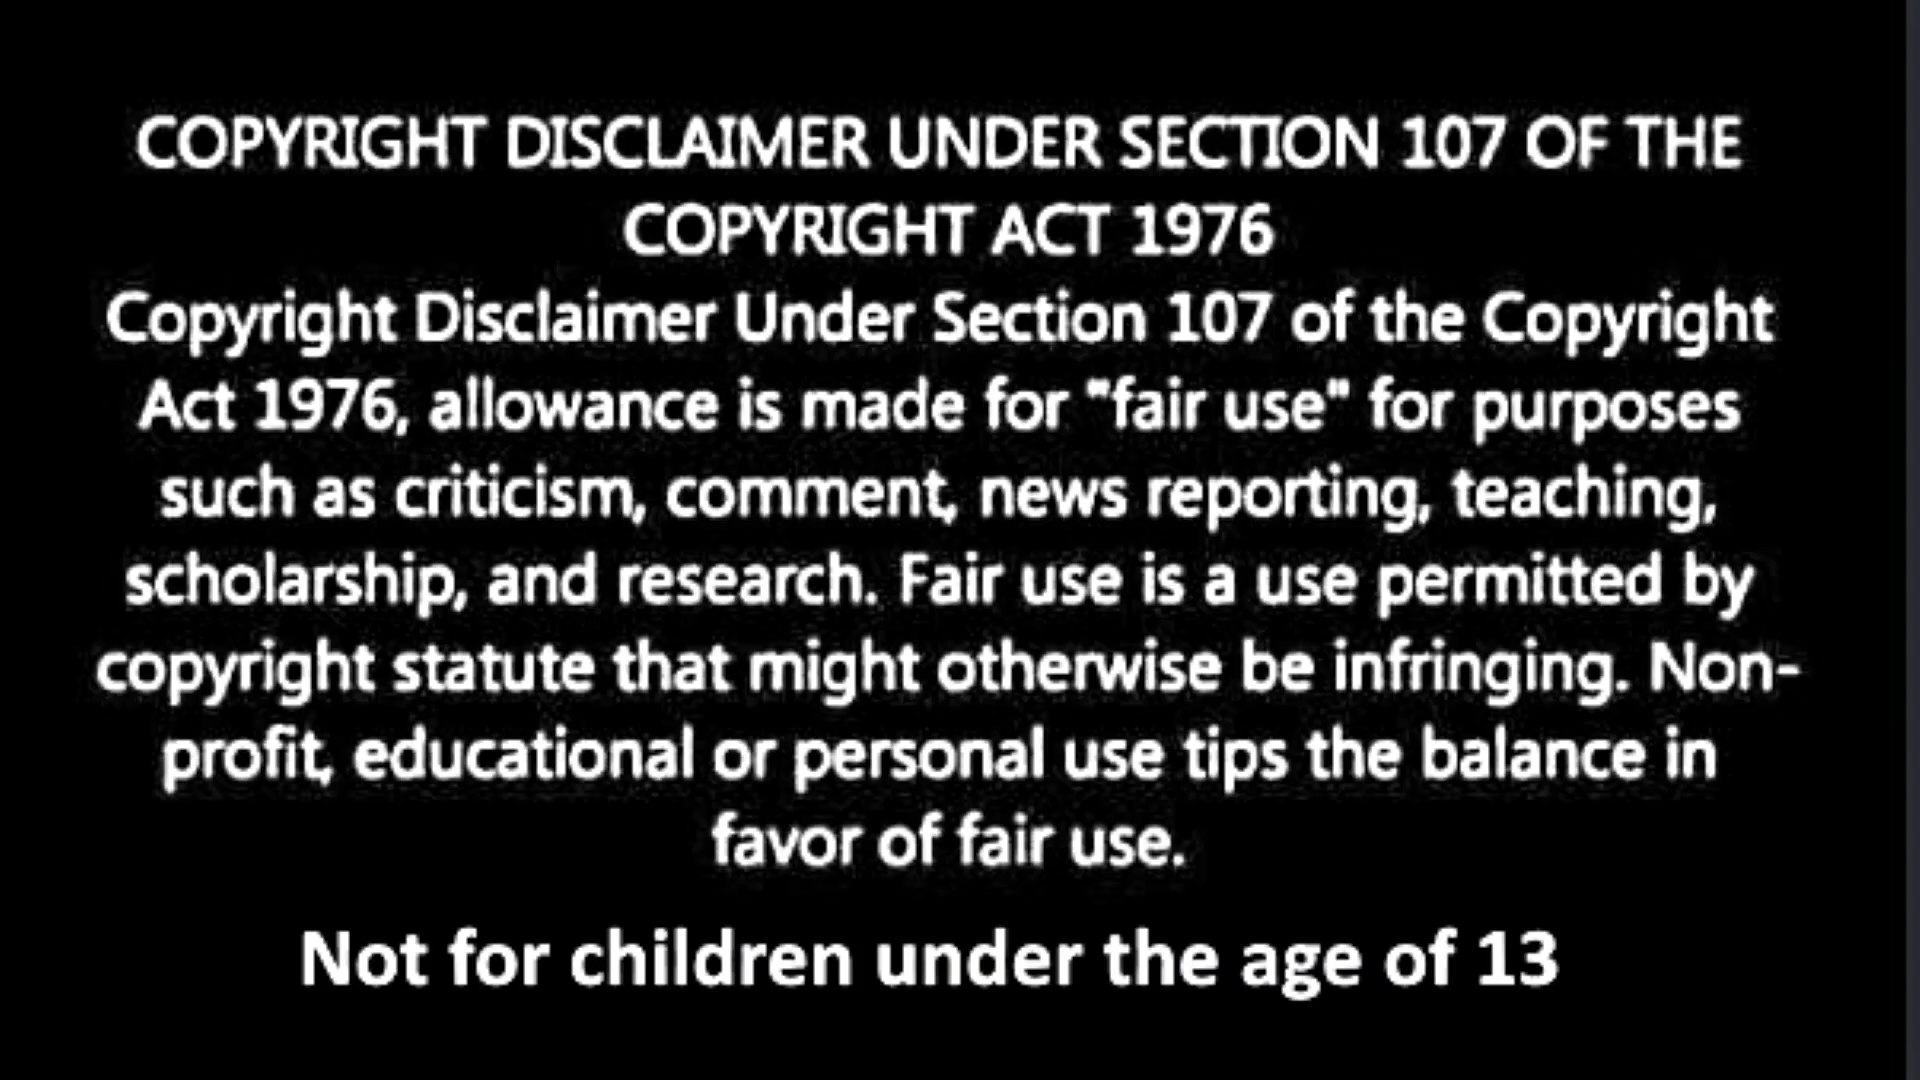 COPYRIGHT DISCLAIMER UNDER SECTION 107 OF THE
COPYRIGHT ACT 1976
Copyright Disclaimer Under Section 107 of the Copyright
Act 1976, allowance is made for "fair use" for purposes
such as criticism, comment, news reporting, teaching,
scholarship, and research. Fair use is a use permitted by
copyright statute that might otherwise be infringing. Non-
profit, educational or personal use tips the balance in
favor of fair use.
Not for children under the age of 13